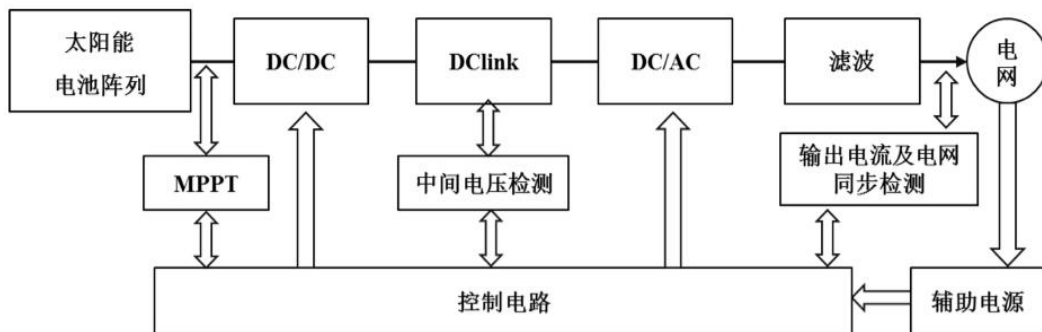 太阳能
电池阵列
DC/DC
DClink
DC/AC
滤波
电
网
MPPT
中间电压检测
输出电流及电网
同步检测
控制电路
辅助电源